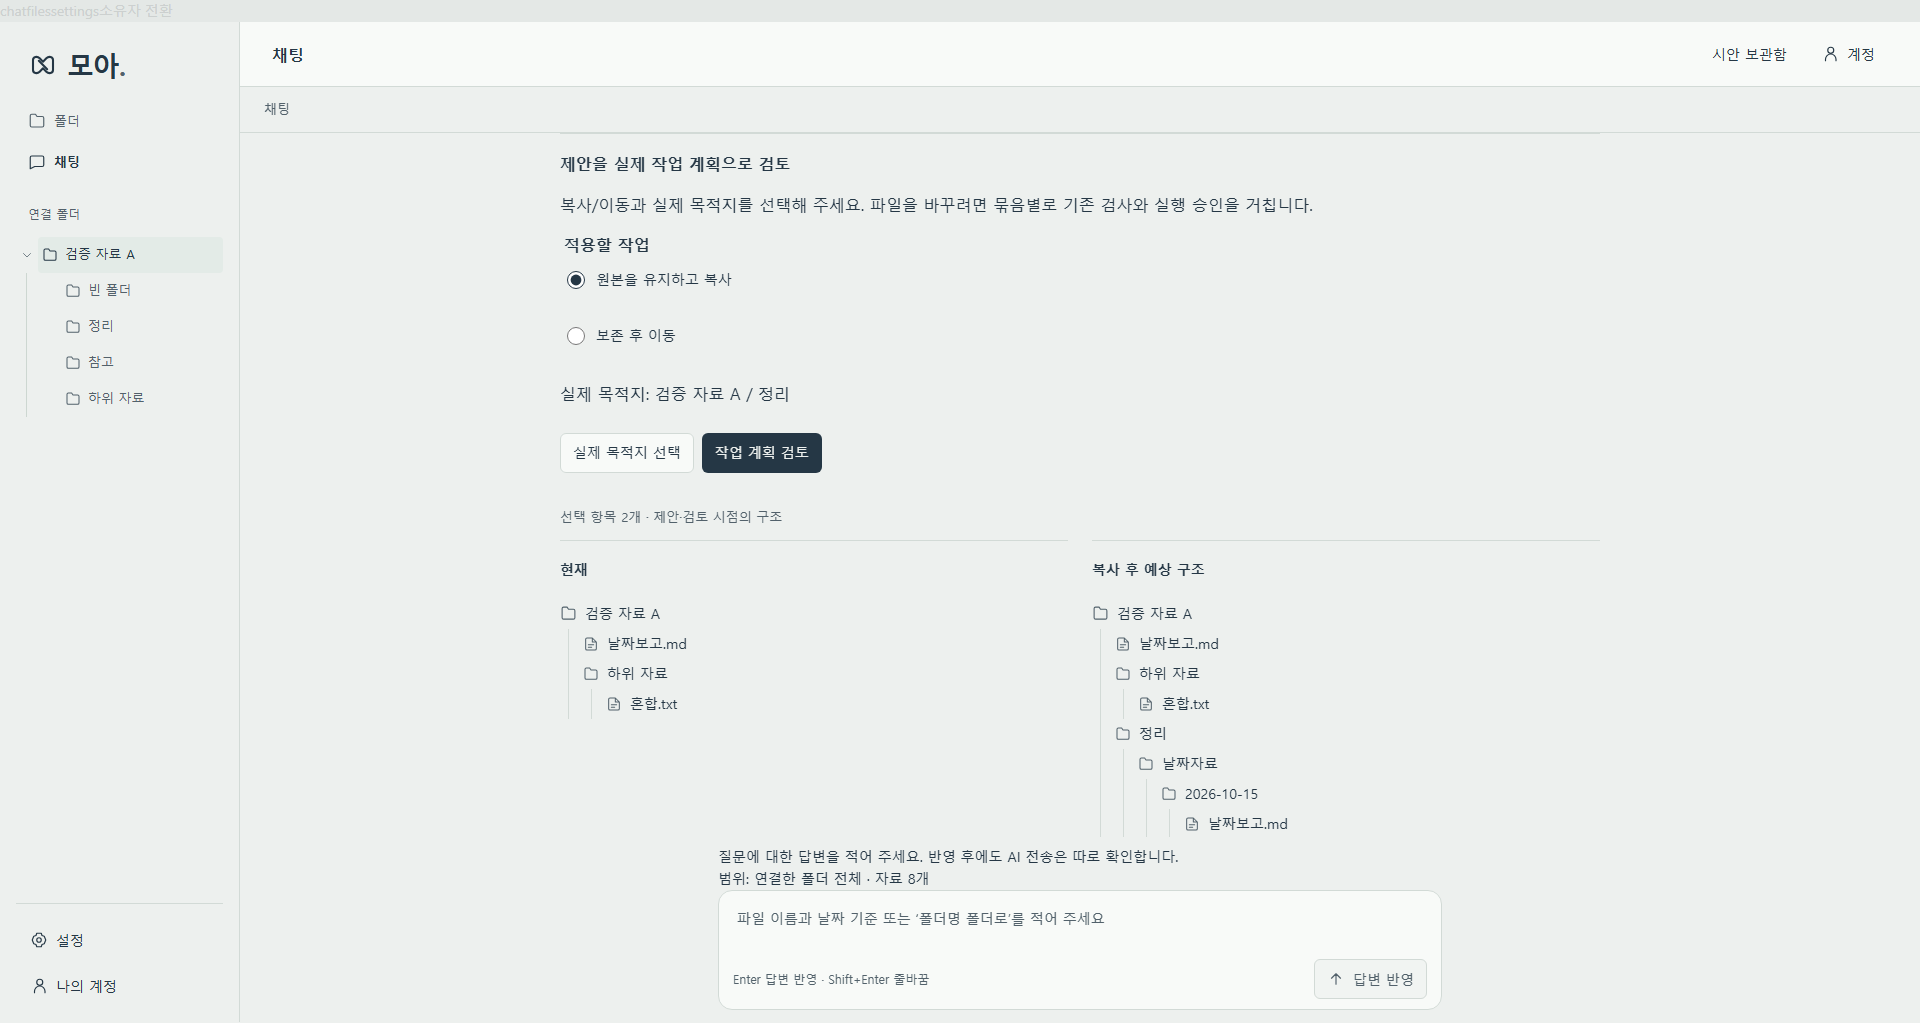 chatfilessettings소유자 전환
모아.
폴더
채팅
연결 폴더
검증 자료 A
빈 폴더
정리
참고
하위 자료
설정
나의 계정
채팅
시안 보관함
계정
채팅
제안을 실제 작업 계획으로 검토
복사/이동과 실제 목적지를 선택해 주세요. 파일을 바꾸려면 묶음별로 기존 검사와 실행 승인을 거칩니다.
적용할 작업
원본을 유지하고 복사
보존 후 이동
실제 목적지: 검증 자료 A / 정리
실제 목적지 선택
작업 계획 검토
선택 항목 2개 · 제안·검토 시점의 구조
현재
검증 자료 A
날짜보고.md
하위 자료
혼합.txt
복사 후 예상 구조
검증 자료 A
날짜보고.md
하위 자료
혼합.txt
정리
날짜자료
2026-10-15
날짜보고.md
질문에 대한 답변을 적어 주세요. 반영 후에도 AI 전송은 따로 확인합니다.
범위: 연결한 폴더 전체 · 자료 8개
파일 이름과 날짜 기준 또는 ‘폴더명 폴더로’를 적어 주세요
Enter 답변 반영 · Shift+Enter 줄바꿈
답변 반영